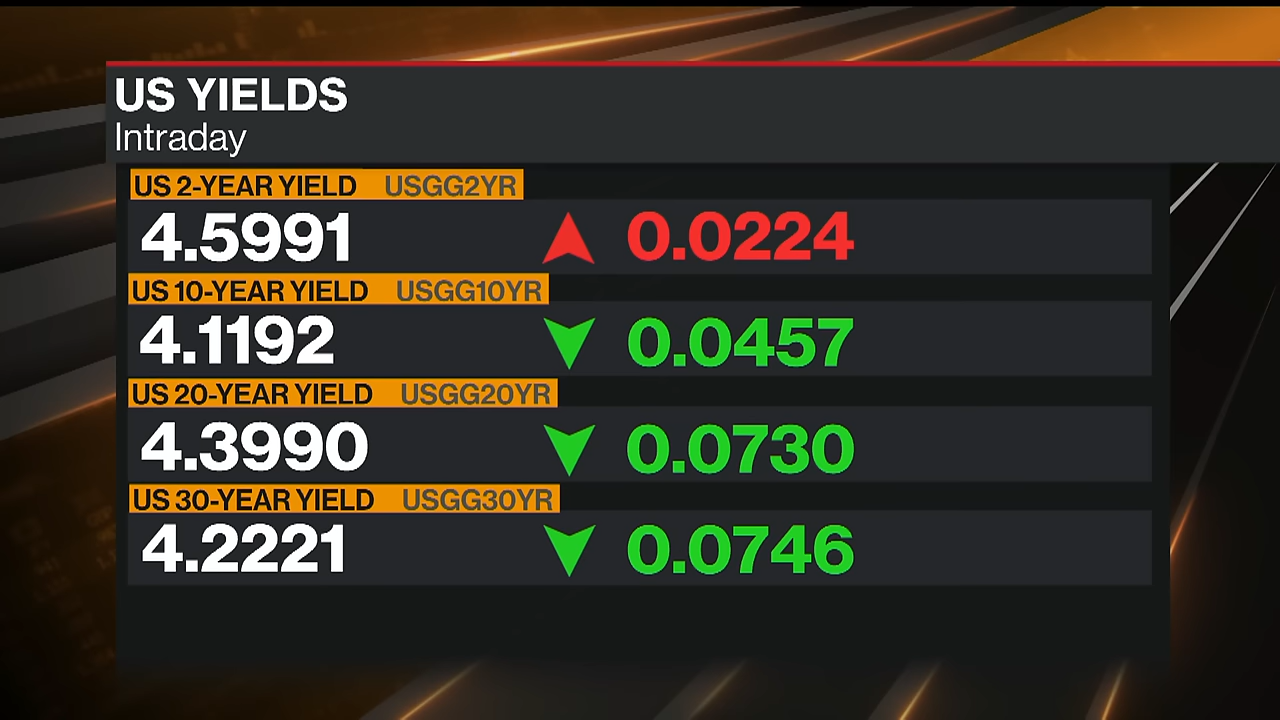 US YIELDS
Intraday
US 2-YEAR YIELD USGG2YR
4.5991 0.0224
US 10-YEAR YIELD USGG10YR
4.1192 0.0457
US 20-YEAR YIELD USGG20YR
4.3990 0.0730
US 30-YEAR YIELD USGG30YR
4.2221 0.0746